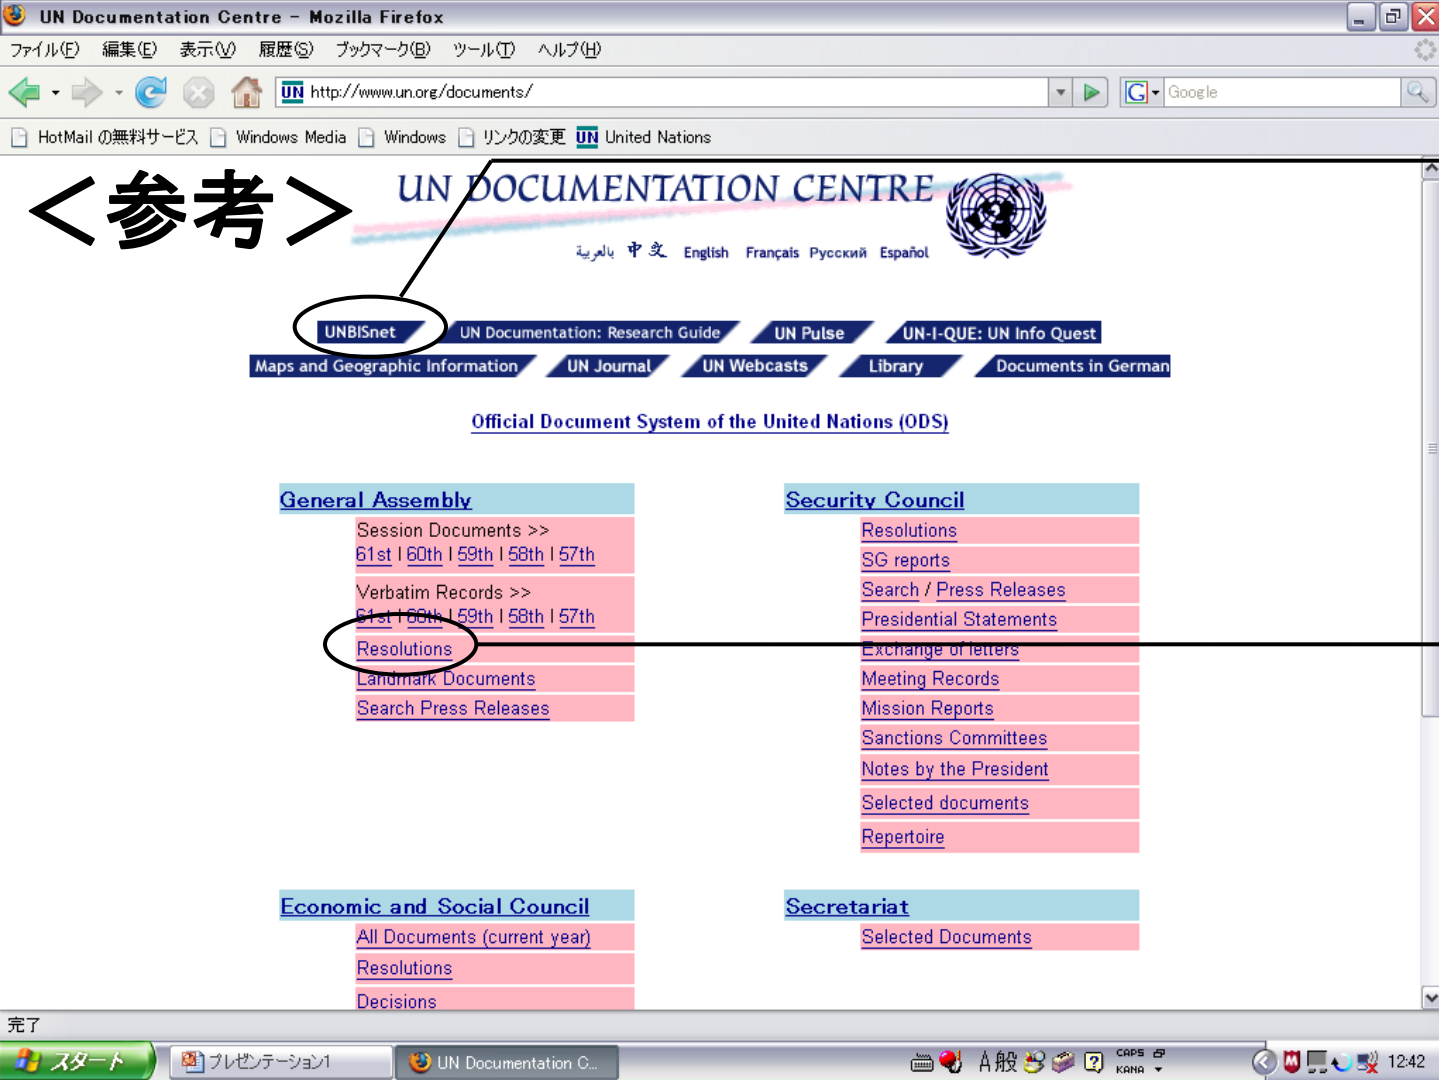 UN Documentation Centre - Mozilla Firefox
ファイル(F) 編集(E) 表示(V) 履歴(S) ブックマーク(B) ツール(T) ヘルプ(H)
UN http://www.un.org/documents/ G Google
HotMail の無料サービス Windows Media Windows リンクの変更 UN United Nations
＜参考＞
UN DOCUMENTATION CENTRE
بالعربية 中文 English Français Русский Español
UNBISnet UN Documentation: Research Guide UN Pulse UN-I-QUE: UN Info Quest
Maps and Geographic Information UN Journal UN Webcasts Library Documents in German
Official Document System of the United Nations (ODS)
General Assembly
Session Documents >>
61st | 60th | 59th | 58th | 57th
Verbatim Records >>
61st | 60th | 59th | 58th | 57th
Resolutions
Landmark Documents
Search Press Releases
Security Council
Resolutions
SG reports
Search / Press Releases
Presidential Statements
Exchange of letters
Meeting Records
Mission Reports
Sanctions Committees
Notes by the President
Selected documents
Repertoire
Economic and Social Council
All Documents (current year)
Resolutions
Decisions
Secretariat
Selected Documents
完了
スタート プレゼンテーション1 UN Documentation C... A 般 CAPS KANA 12:42